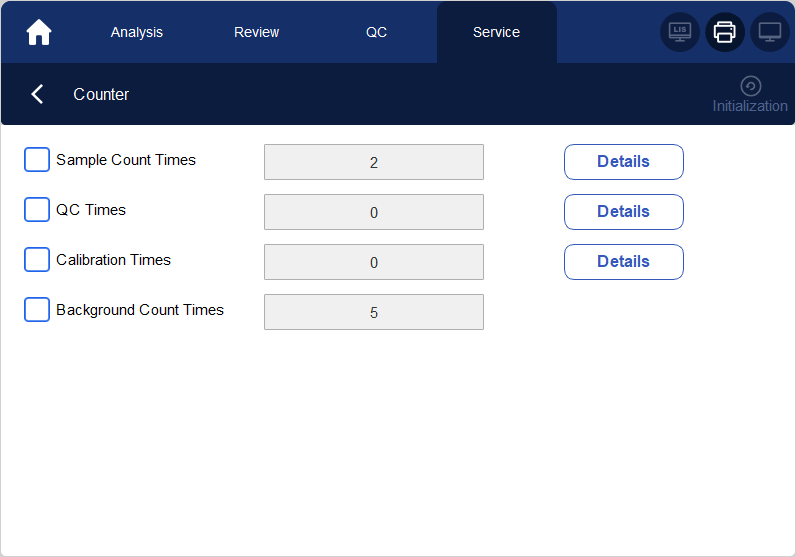 Analysis
Review
QC
Service
LIS
Counter
Initialization
Sample Count Times
2
Details
QC Times
0
Details
Calibration Times
0
Details
Background Count Times
5